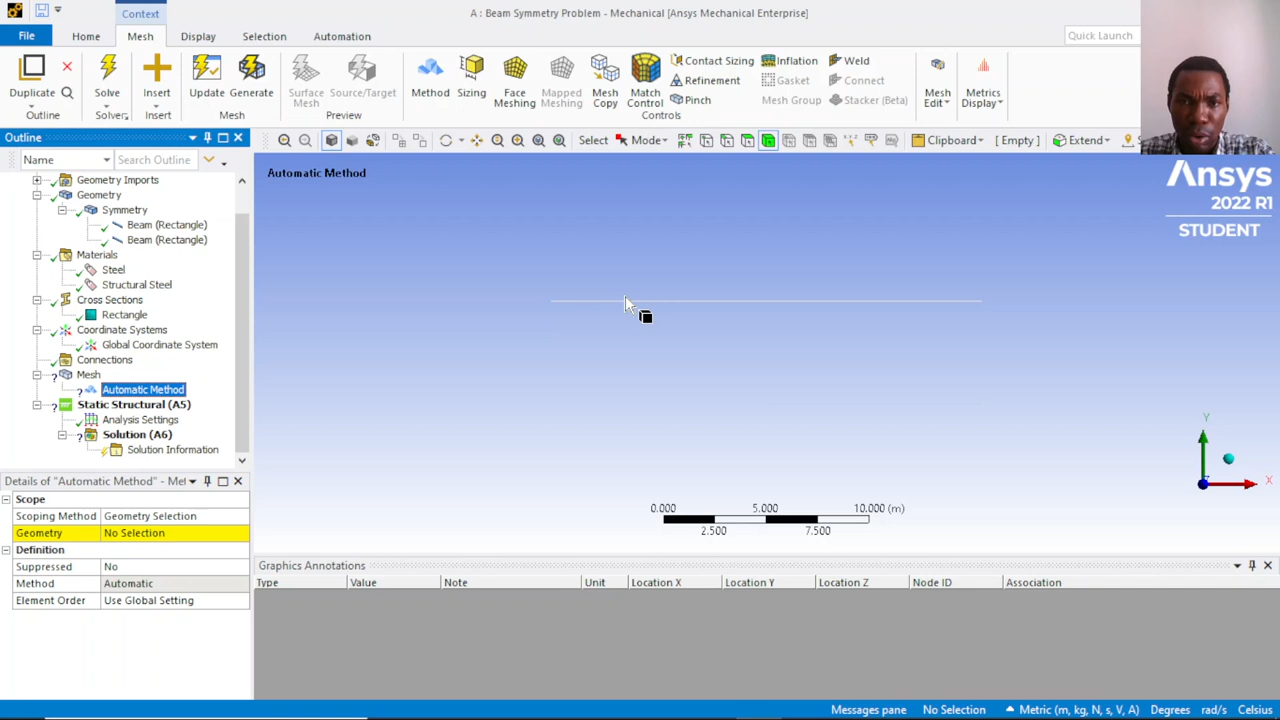 Context
A : Beam Symmetry Problem - Mechanical [Ansys Mechanical Enterprise]
File Home Mesh Display Selection Automation Quick Launch
Duplicate Solve Insert Update Generate Surface Mesh Source/Target Method Sizing Face Meshing Mapped Meshing Mesh Copy Match Control Contact Sizing Refinement Pinch Inflation Gasket Mesh Group Weld Connect Stacker (Beta) Mesh Edit Metrics Display
Outline Solver Insert Mesh Preview Controls
Outline
Name Search Outline
Select Mode Clipboard [ Empty ] Extend
Geometry Imports
Geometry
Symmetry
Beam (Rectangle)
Beam (Rectangle)
Materials
Steel
Structural Steel
Cross Sections
Rectangle
Coordinate Systems
Global Coordinate System
Connections
Mesh
Automatic Method
Static Structural (A5)
Analysis Settings
Solution (A6)
Solution Information
Details of "Automatic Method" - Mel
Scope
Scoping Method Geometry Selection
Geometry No Selection
Definition
Suppressed No
Method Automatic
Element Order Use Global Setting
Automatic Method
Ansys
2022 R1
STUDENT
Y
X
0.000 5.000 10.000 (m)
2.500 7.500
Graphics Annotations
Type Value Note Unit Location X Location Y Location Z Node ID Association
Messages pane No Selection Metric (m, kg, N, s, V, A) Degrees rad/s Celsius